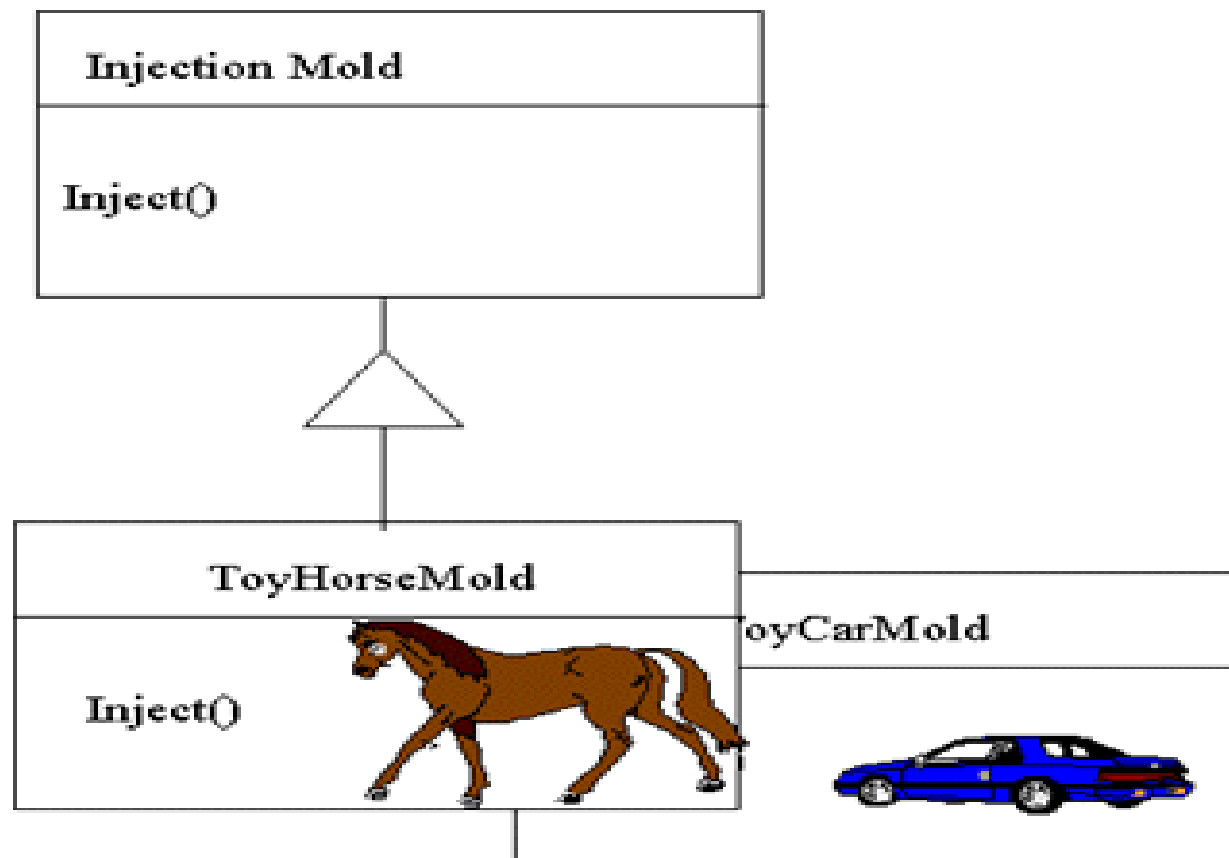 Injection Mold
Inject()
ToyHorseMold
oyCarMold
Inject()